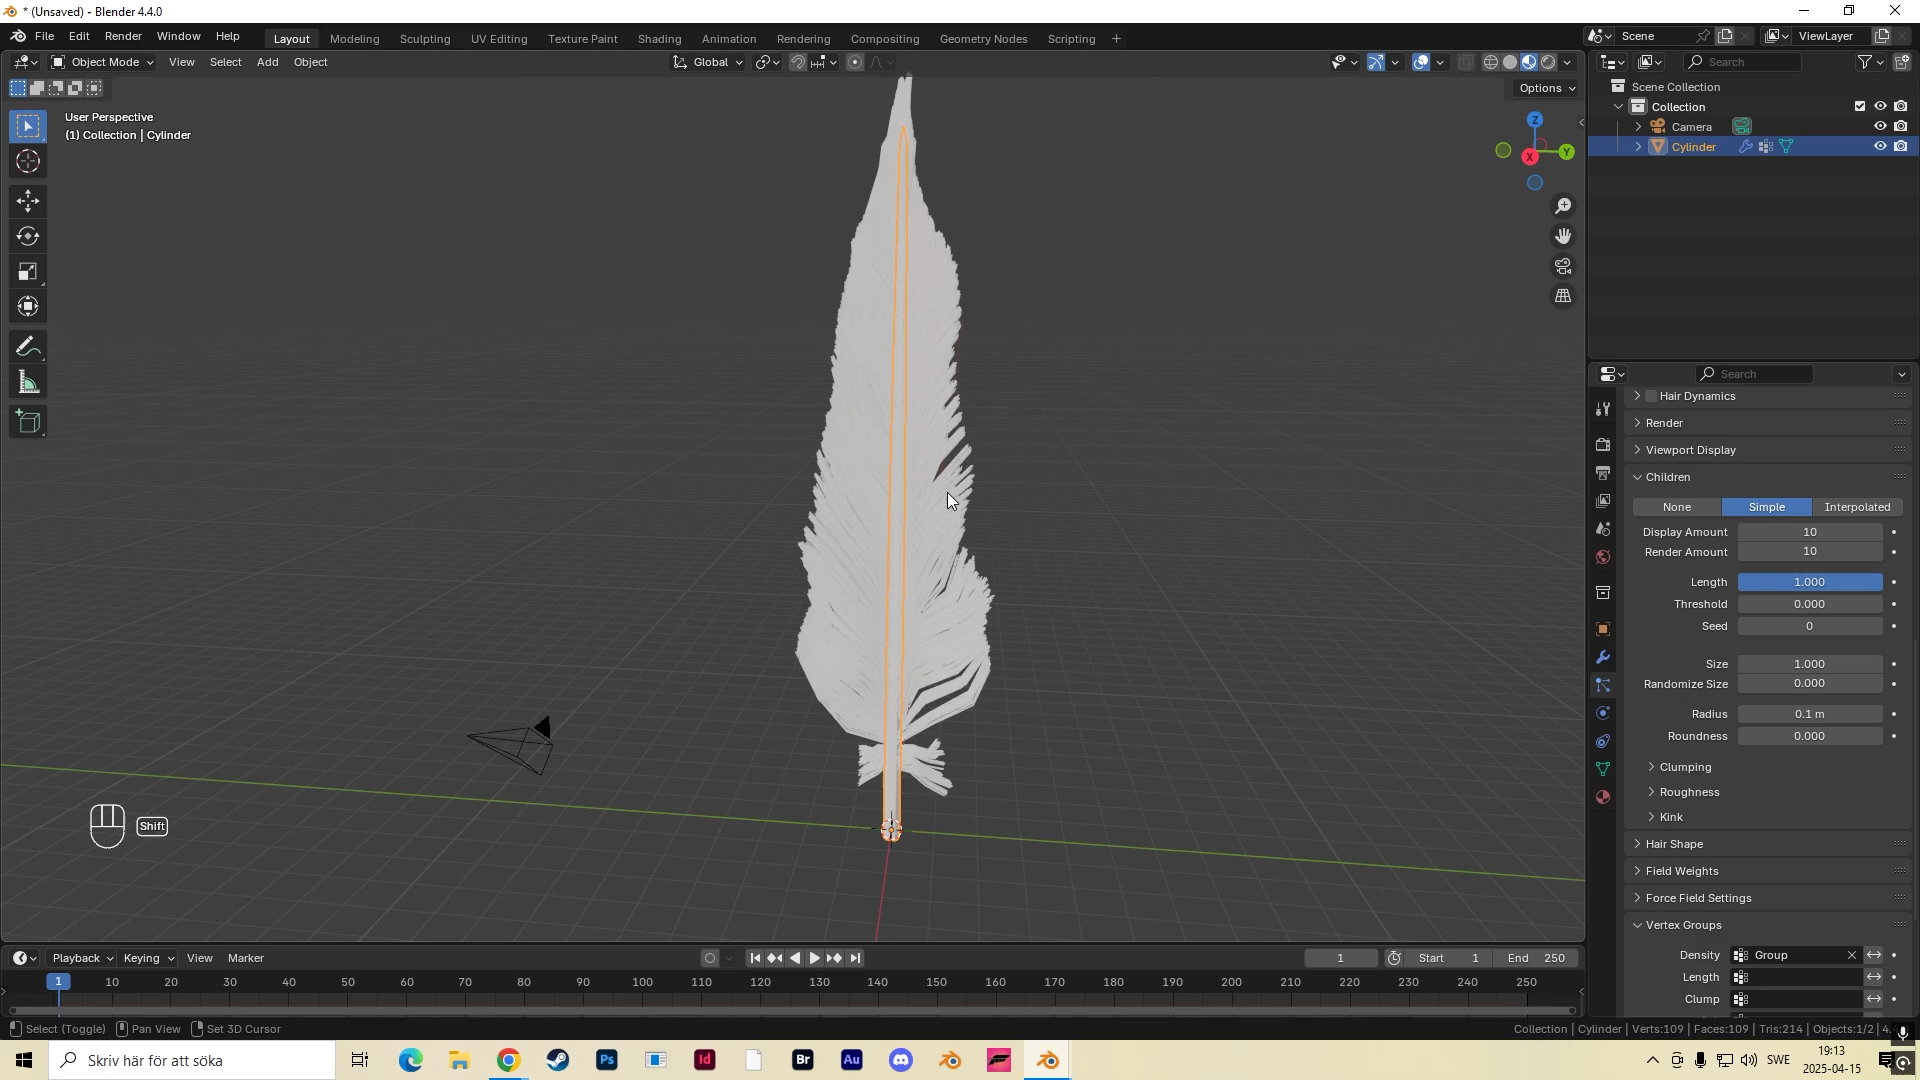 * (Unsaved) - Blender 4.4.0
File Edit Render Window Help Layout Modeling Sculpting UV Editing Texture Paint Shading Animation Rendering Compositing Geometry Nodes Scripting + Scene ViewLayer
Object Mode View Select Add Object Global Search
Options
User Perspective
(1) Collection | Cylinder
Z
X
Y
Scene Collection
Collection
Camera
Cylinder
Search
Hair Dynamics
Render
Viewport Display
Children
None Simple Interpolated
Display Amount 10
Render Amount 10
Length 1.000
Threshold 0.000
Seed 0
Size 1.000
Randomize Size 0.000
Radius 0.1 m
Roundness 0.000
Clumping
Roughness
Kink
Hair Shape
Field Weights
Force Field Settings
Vertex Groups
Density Group
Length
Clump
Shift
Playback Keying View Marker 1 Start 1 End 250
1 10 20 30 40 50 60 70 80 90 100 110 120 130 140 150 160 170 180 190 200 210 220 230 240 250
Select (Toggle) Pan View Set 3D Cursor Collection | Cylinder | Verts:109 | Faces:109 | Tris:214 | Objects:1/2 | 4.4
Skriv här för att söka
Ps Id Br Au
SWE
19:13
2025-04-15